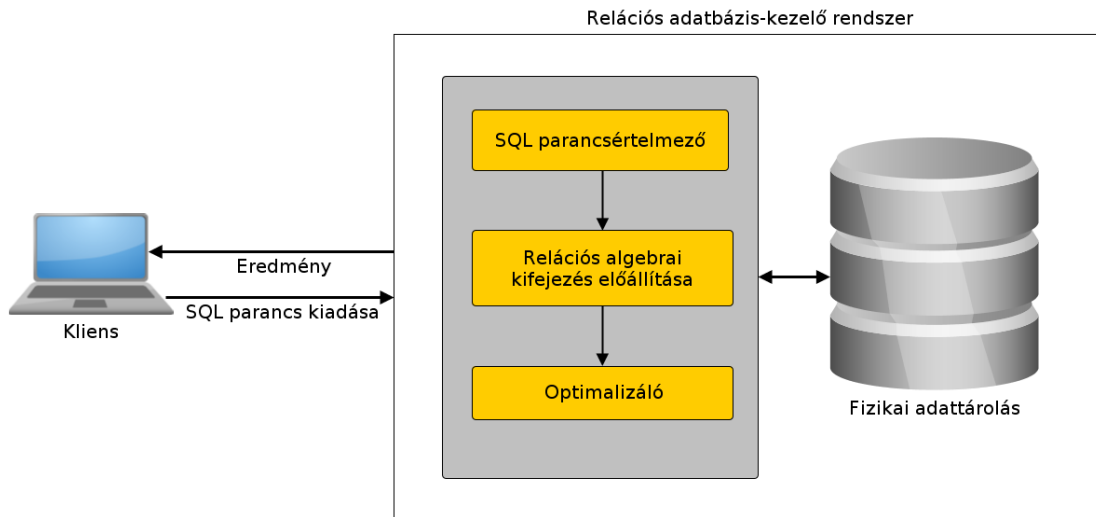 Relációs adatbázis-kezelő rendszer
SQL parancsértelmező
Relációs algebrai
kifejezés előállítása
Optimalizáló
Eredmény
SQL parancs kiadása
Kliens
Fizikai adattárolás